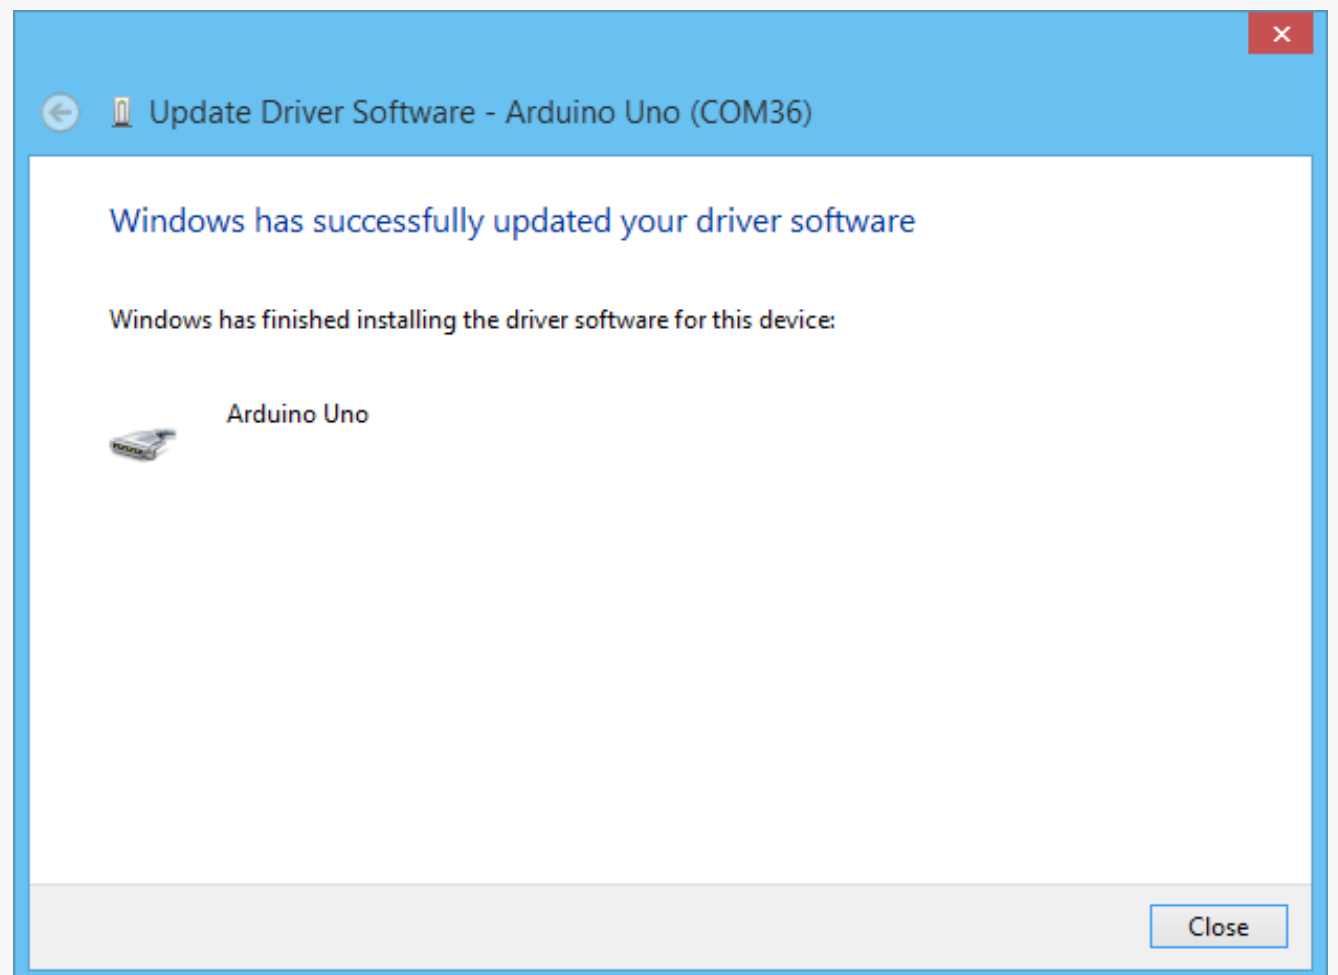 Update Driver Software - Arduino Uno (COM36)
Windows has successfully updated your driver software
Windows has finished installing the driver software for this device:
Arduino Uno
Close